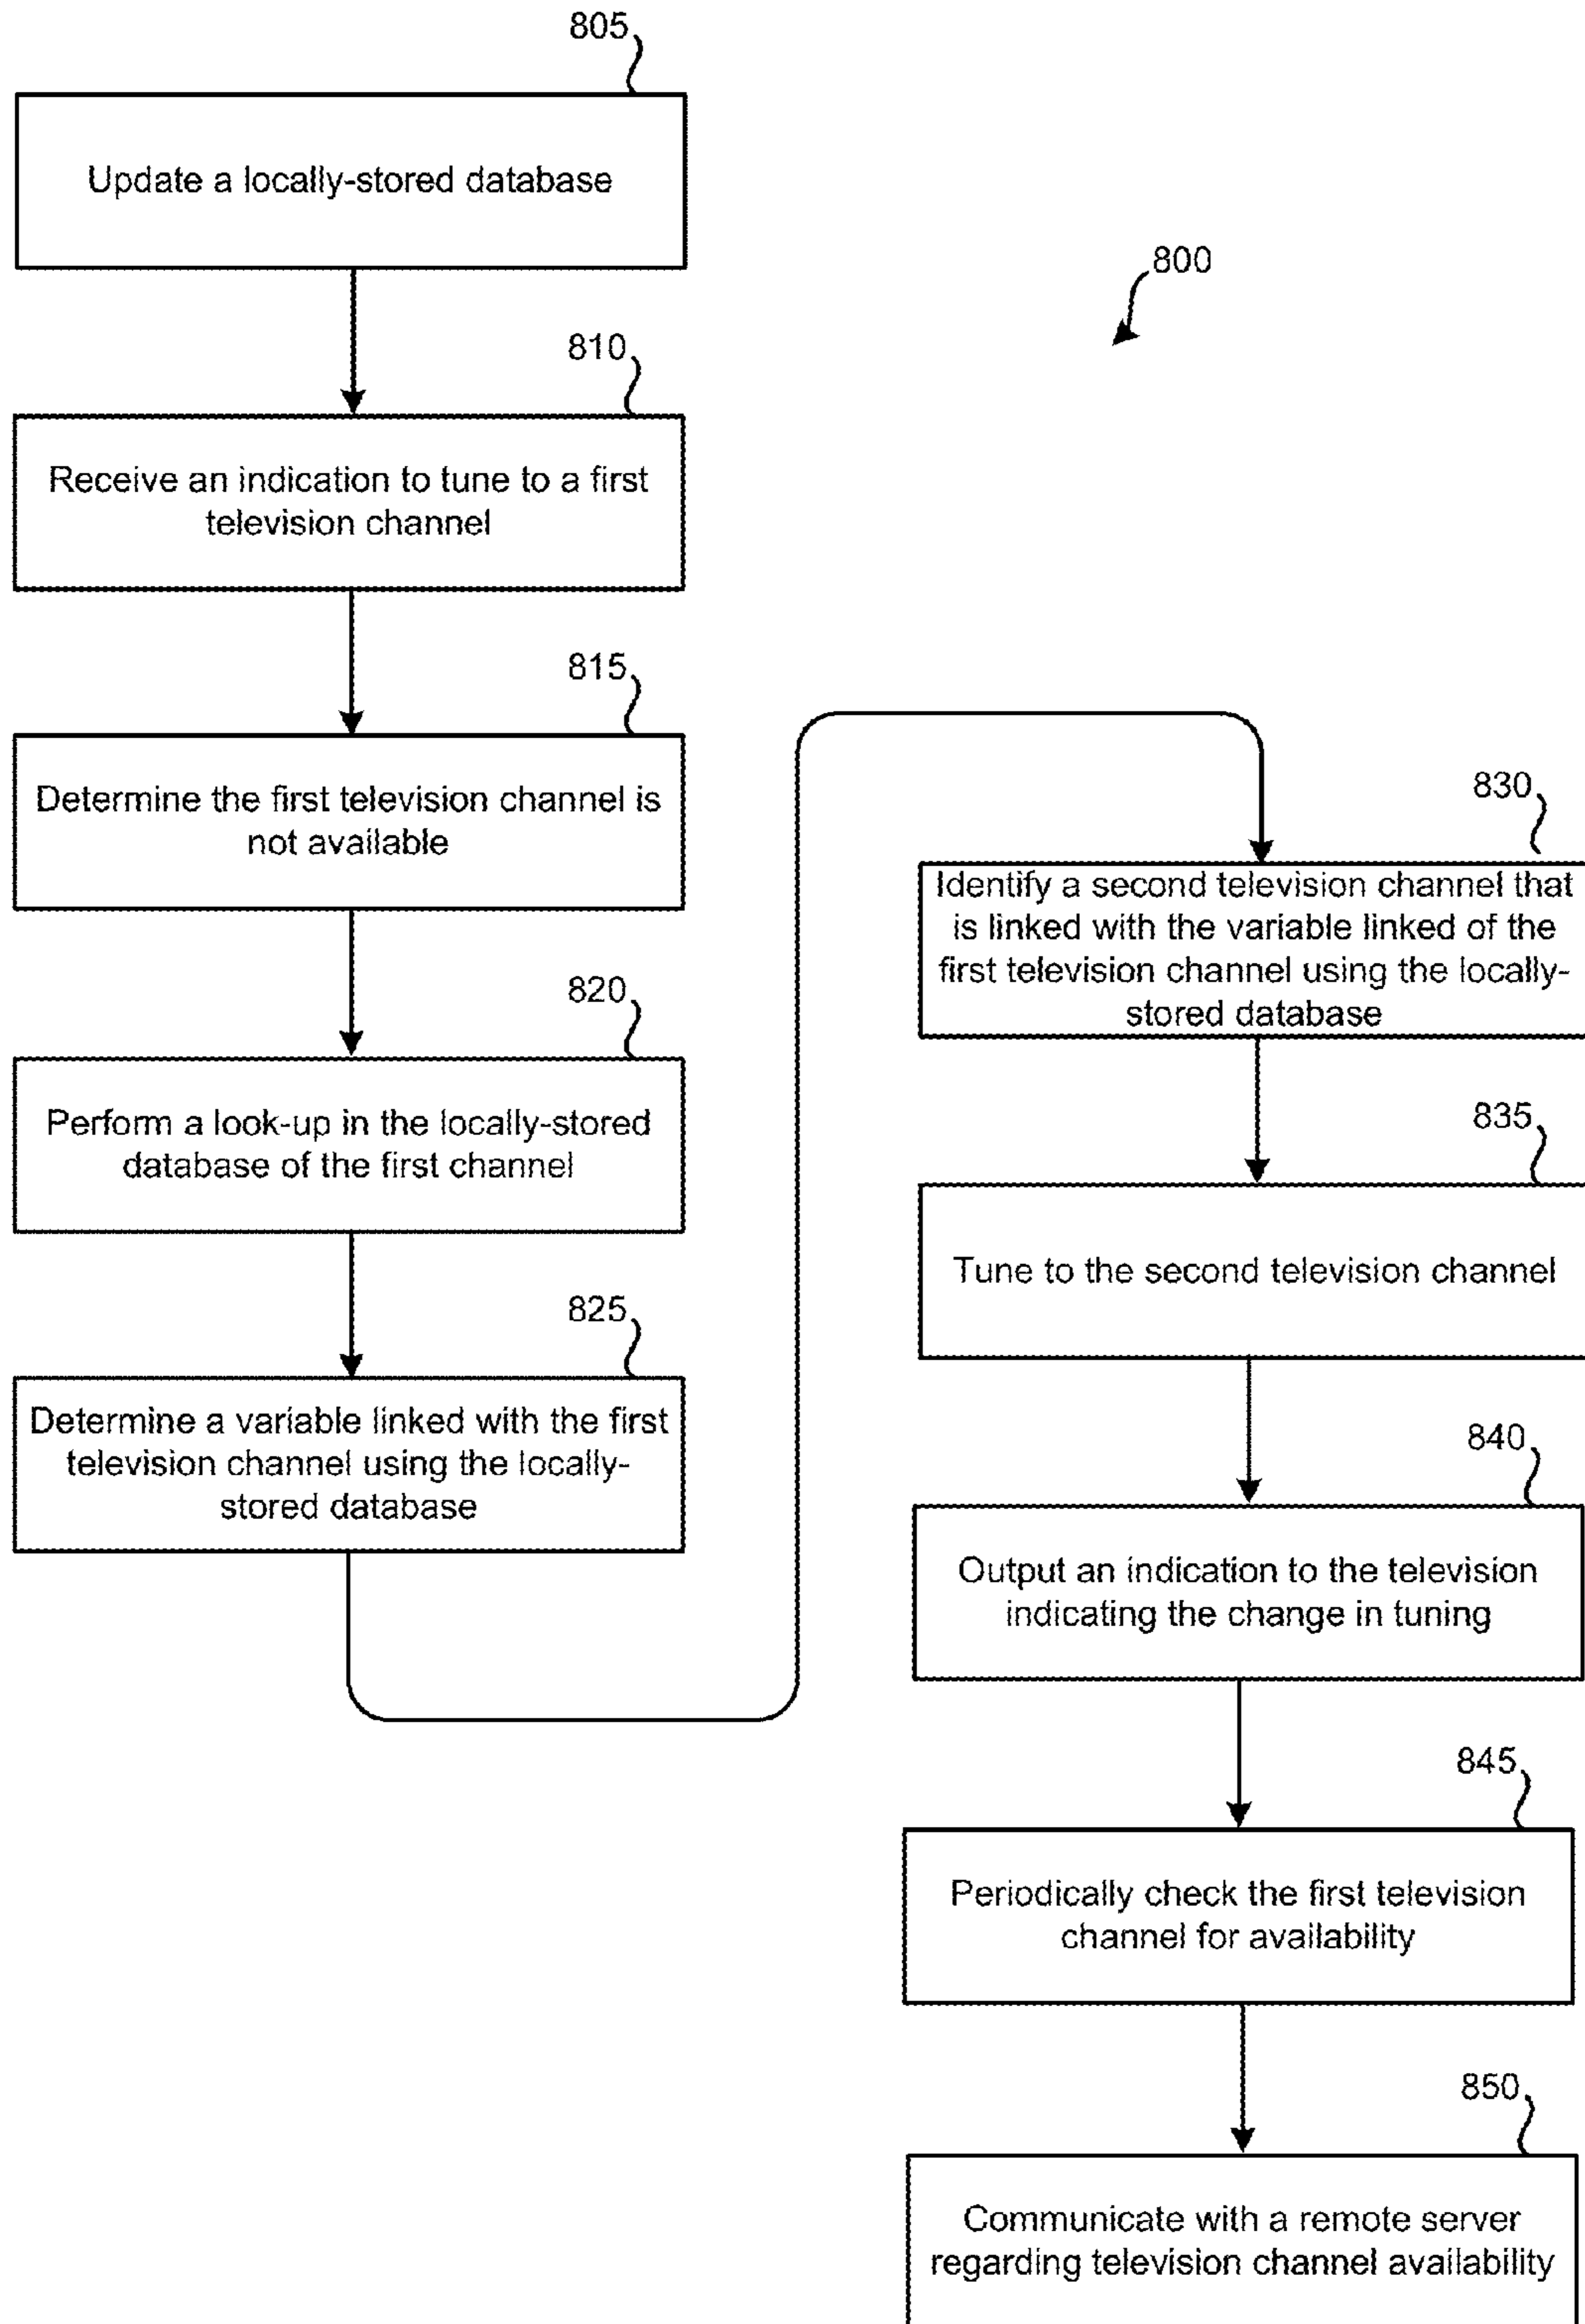 805
Update a locally-stored database
800
810
Receive an indication to tune to a first
television channel
815
Determine the first television channel is
not available
820
Perform a look-up in the locally-stored
database of the first channel
825
Determine a variable linked with the first
television channel using the locally-
stored database
830
Identify a second television channel that
is linked with the variable linked of the
first television channel using the locally-
stored database
835
Tune to the second television channel
840
Output an indication to the television
indicating the change in tuning
845
Periodically check the first television
channel for availability
850
Communicate with a remote server
regarding television channel availability